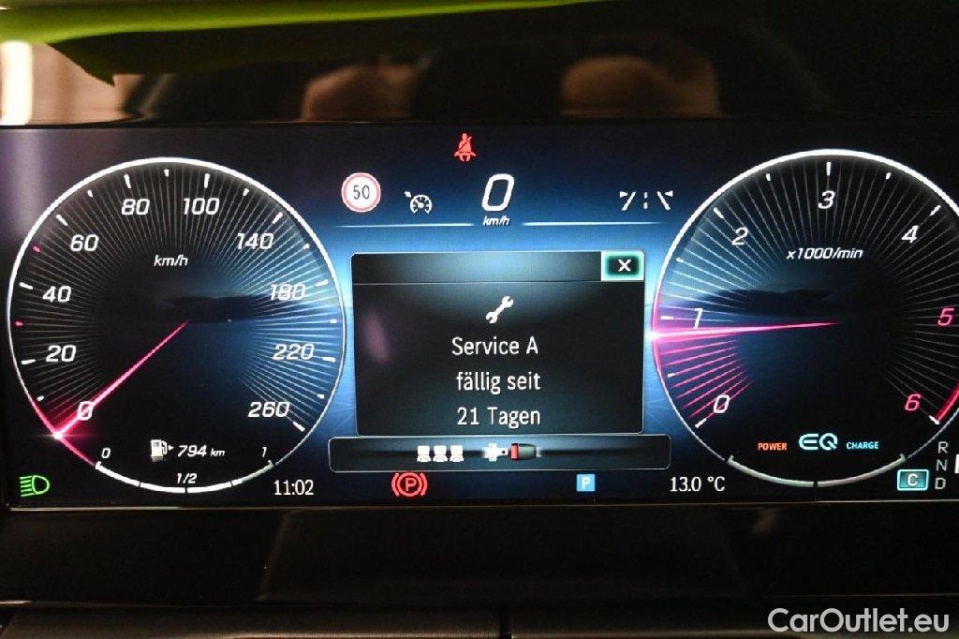 50
0
km/h
80 100
60 140
km/h
40 180
20 220
0 260
794 km
0 1
1/2
11:02
Service A
fällig seit
21 Tagen
P
P
13.0 °C
3
2 4
x1000/min
1 5
0 6
POWER EQ CHARGE
R
N
D
C
CarOutlet.eu